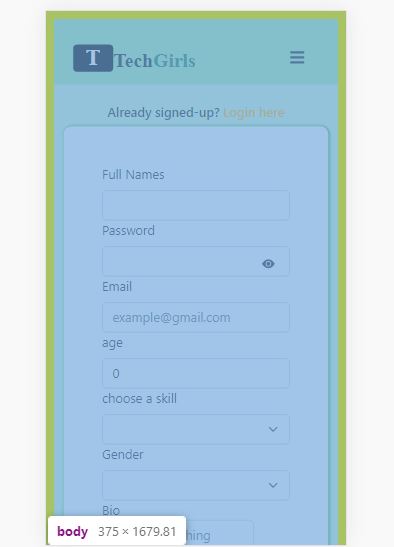 T TechGirls
Already signed-up? Login here
Full Names
Password
Email
example@gmail.com
age
0
choose a skill
Gender
Bio
hing
body 375 × 1679.81